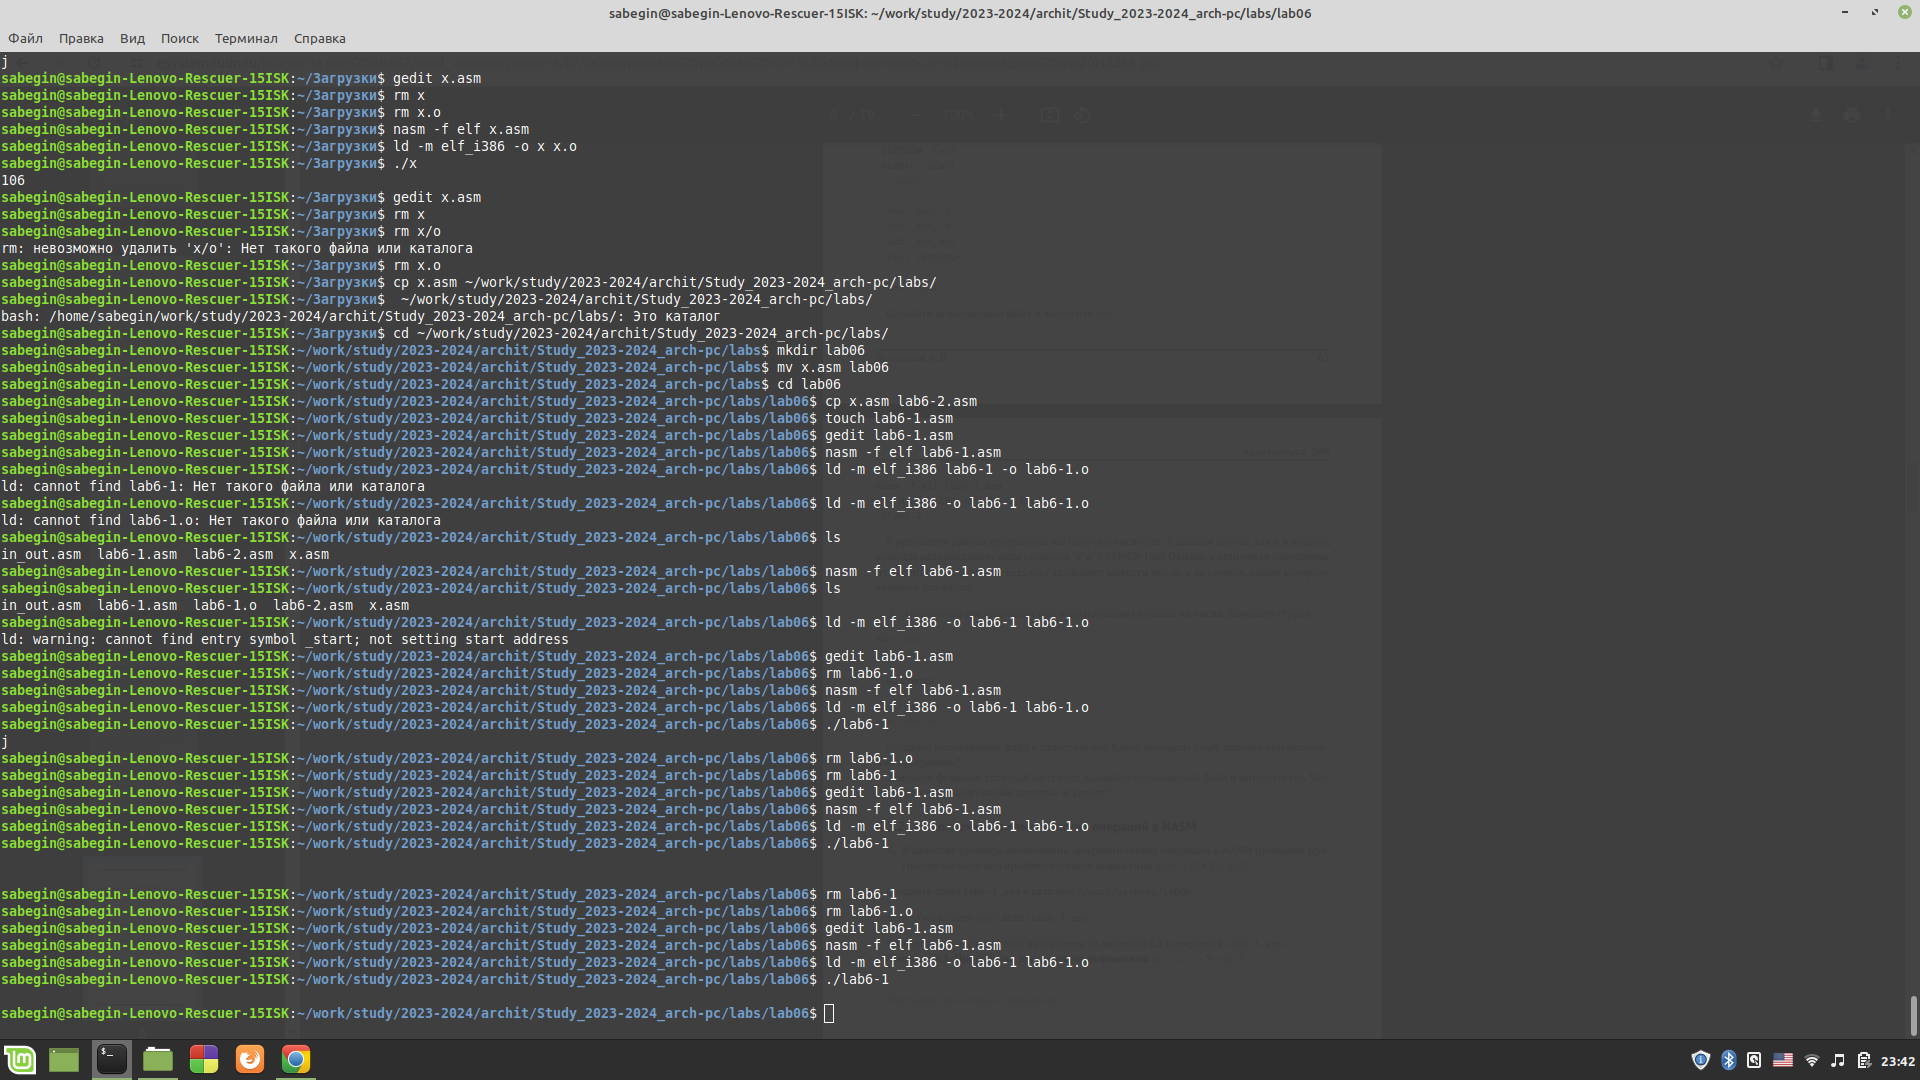 sabegin@sabegin-Lenovo-Rescuer-15ISK: ~/work/study/2023-2024/archit/Study_2023-2024_arch-pc/labs/lab06
Файл Правка Вид Поиск Терминал Справка
j
sabegin@sabegin-Lenovo-Rescuer-15ISK:~/Загрузки$ gedit x.asm
sabegin@sabegin-Lenovo-Rescuer-15ISK:~/Загрузки$ rm x
sabegin@sabegin-Lenovo-Rescuer-15ISK:~/Загрузки$ rm x.o
sabegin@sabegin-Lenovo-Rescuer-15ISK:~/Загрузки$ nasm -f elf x.asm
sabegin@sabegin-Lenovo-Rescuer-15ISK:~/Загрузки$ ld -m elf_i386 -o x x.o
sabegin@sabegin-Lenovo-Rescuer-15ISK:~/Загрузки$ ./x
106
sabegin@sabegin-Lenovo-Rescuer-15ISK:~/Загрузки$ gedit x.asm
sabegin@sabegin-Lenovo-Rescuer-15ISK:~/Загрузки$ rm x
sabegin@sabegin-Lenovo-Rescuer-15ISK:~/Загрузки$ rm x/o
rm: невозможно удалить 'x/o': Нет такого файла или каталога
sabegin@sabegin-Lenovo-Rescuer-15ISK:~/Загрузки$ rm x.o
sabegin@sabegin-Lenovo-Rescuer-15ISK:~/Загрузки$ cp x.asm ~/work/study/2023-2024/archit/Study_2023-2024_arch-pc/labs/
sabegin@sabegin-Lenovo-Rescuer-15ISK:~/Загрузки$  ~/work/study/2023-2024/archit/Study_2023-2024_arch-pc/labs/
bash: /home/sabegin/work/study/2023-2024/archit/Study_2023-2024_arch-pc/labs/: Это каталог
sabegin@sabegin-Lenovo-Rescuer-15ISK:~/Загрузки$ cd ~/work/study/2023-2024/archit/Study_2023-2024_arch-pc/labs/
sabegin@sabegin-Lenovo-Rescuer-15ISK:~/work/study/2023-2024/archit/Study_2023-2024_arch-pc/labs$ mkdir lab06
sabegin@sabegin-Lenovo-Rescuer-15ISK:~/work/study/2023-2024/archit/Study_2023-2024_arch-pc/labs$ mv x.asm lab06
sabegin@sabegin-Lenovo-Rescuer-15ISK:~/work/study/2023-2024/archit/Study_2023-2024_arch-pc/labs$ cd lab06
sabegin@sabegin-Lenovo-Rescuer-15ISK:~/work/study/2023-2024/archit/Study_2023-2024_arch-pc/labs/lab06$ cp x.asm lab6-2.asm
sabegin@sabegin-Lenovo-Rescuer-15ISK:~/work/study/2023-2024/archit/Study_2023-2024_arch-pc/labs/lab06$ touch lab6-1.asm
sabegin@sabegin-Lenovo-Rescuer-15ISK:~/work/study/2023-2024/archit/Study_2023-2024_arch-pc/labs/lab06$ gedit lab6-1.asm
sabegin@sabegin-Lenovo-Rescuer-15ISK:~/work/study/2023-2024/archit/Study_2023-2024_arch-pc/labs/lab06$ nasm -f elf lab6-1.asm
sabegin@sabegin-Lenovo-Rescuer-15ISK:~/work/study/2023-2024/archit/Study_2023-2024_arch-pc/labs/lab06$ ld -m elf_i386 lab6-1 -o lab6-1.o
ld: cannot find lab6-1: Нет такого файла или каталога
sabegin@sabegin-Lenovo-Rescuer-15ISK:~/work/study/2023-2024/archit/Study_2023-2024_arch-pc/labs/lab06$ ld -m elf_i386 -o lab6-1 lab6-1.o
ld: cannot find lab6-1.o: Нет такого файла или каталога
sabegin@sabegin-Lenovo-Rescuer-15ISK:~/work/study/2023-2024/archit/Study_2023-2024_arch-pc/labs/lab06$ ls
in_out.asm  lab6-1.asm  lab6-2.asm  x.asm
sabegin@sabegin-Lenovo-Rescuer-15ISK:~/work/study/2023-2024/archit/Study_2023-2024_arch-pc/labs/lab06$ nasm -f elf lab6-1.asm
sabegin@sabegin-Lenovo-Rescuer-15ISK:~/work/study/2023-2024/archit/Study_2023-2024_arch-pc/labs/lab06$ ls
in_out.asm  lab6-1.asm  lab6-1.o  lab6-2.asm  x.asm
sabegin@sabegin-Lenovo-Rescuer-15ISK:~/work/study/2023-2024/archit/Study_2023-2024_arch-pc/labs/lab06$ ld -m elf_i386 -o lab6-1 lab6-1.o
ld: warning: cannot find entry symbol _start; not setting start address
sabegin@sabegin-Lenovo-Rescuer-15ISK:~/work/study/2023-2024/archit/Study_2023-2024_arch-pc/labs/lab06$ gedit lab6-1.asm
sabegin@sabegin-Lenovo-Rescuer-15ISK:~/work/study/2023-2024/archit/Study_2023-2024_arch-pc/labs/lab06$ rm lab6-1.o
sabegin@sabegin-Lenovo-Rescuer-15ISK:~/work/study/2023-2024/archit/Study_2023-2024_arch-pc/labs/lab06$ nasm -f elf lab6-1.asm
sabegin@sabegin-Lenovo-Rescuer-15ISK:~/work/study/2023-2024/archit/Study_2023-2024_arch-pc/labs/lab06$ ld -m elf_i386 -o lab6-1 lab6-1.o
sabegin@sabegin-Lenovo-Rescuer-15ISK:~/work/study/2023-2024/archit/Study_2023-2024_arch-pc/labs/lab06$ ./lab6-1
j
sabegin@sabegin-Lenovo-Rescuer-15ISK:~/work/study/2023-2024/archit/Study_2023-2024_arch-pc/labs/lab06$ rm lab6-1.o
sabegin@sabegin-Lenovo-Rescuer-15ISK:~/work/study/2023-2024/archit/Study_2023-2024_arch-pc/labs/lab06$ rm lab6-1
sabegin@sabegin-Lenovo-Rescuer-15ISK:~/work/study/2023-2024/archit/Study_2023-2024_arch-pc/labs/lab06$ gedit lab6-1.asm
sabegin@sabegin-Lenovo-Rescuer-15ISK:~/work/study/2023-2024/archit/Study_2023-2024_arch-pc/labs/lab06$ nasm -f elf lab6-1.asm
sabegin@sabegin-Lenovo-Rescuer-15ISK:~/work/study/2023-2024/archit/Study_2023-2024_arch-pc/labs/lab06$ ld -m elf_i386 -o lab6-1 lab6-1.o
sabegin@sabegin-Lenovo-Rescuer-15ISK:~/work/study/2023-2024/archit/Study_2023-2024_arch-pc/labs/lab06$ ./lab6-1
sabegin@sabegin-Lenovo-Rescuer-15ISK:~/work/study/2023-2024/archit/Study_2023-2024_arch-pc/labs/lab06$ rm lab6-1
sabegin@sabegin-Lenovo-Rescuer-15ISK:~/work/study/2023-2024/archit/Study_2023-2024_arch-pc/labs/lab06$ rm lab6-1.o
sabegin@sabegin-Lenovo-Rescuer-15ISK:~/work/study/2023-2024/archit/Study_2023-2024_arch-pc/labs/lab06$ gedit lab6-1.asm
sabegin@sabegin-Lenovo-Rescuer-15ISK:~/work/study/2023-2024/archit/Study_2023-2024_arch-pc/labs/lab06$ nasm -f elf lab6-1.asm
sabegin@sabegin-Lenovo-Rescuer-15ISK:~/work/study/2023-2024/archit/Study_2023-2024_arch-pc/labs/lab06$ ld -m elf_i386 -o lab6-1 lab6-1.o
sabegin@sabegin-Lenovo-Rescuer-15ISK:~/work/study/2023-2024/archit/Study_2023-2024_arch-pc/labs/lab06$ ./lab6-1
sabegin@sabegin-Lenovo-Rescuer-15ISK:~/work/study/2023-2024/archit/Study_2023-2024_arch-pc/labs/lab06$
23:42